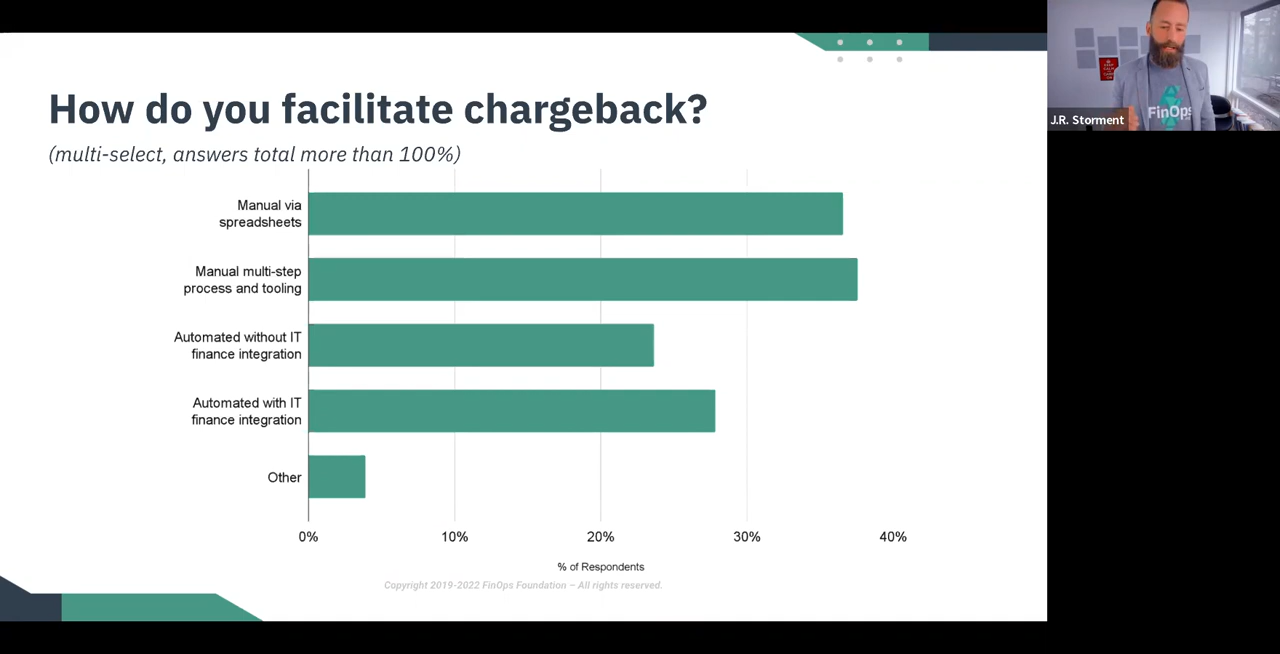 How do you facilitate chargeback?
(multi-select, answers total more than 100%)
Manual via
spreadsheets
Manual multi-step
process and tooling
Automated without IT
finance integration
Automated with IT
finance integration
Other
0%
10%
20%
30%
40%
% of Respondents
Copyright 2019-2022 FinOps Foundation – All rights reserved.
J.R. Storment
FinOps